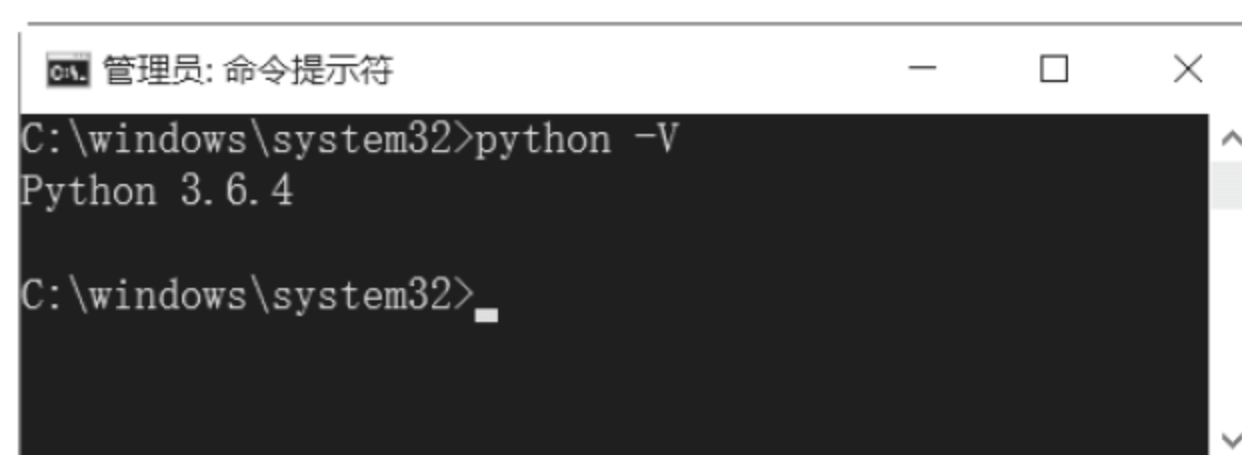 管理员: 命令提示符
C:\windows\system32>python -V
Python 3.6.4
C:\windows\system32>